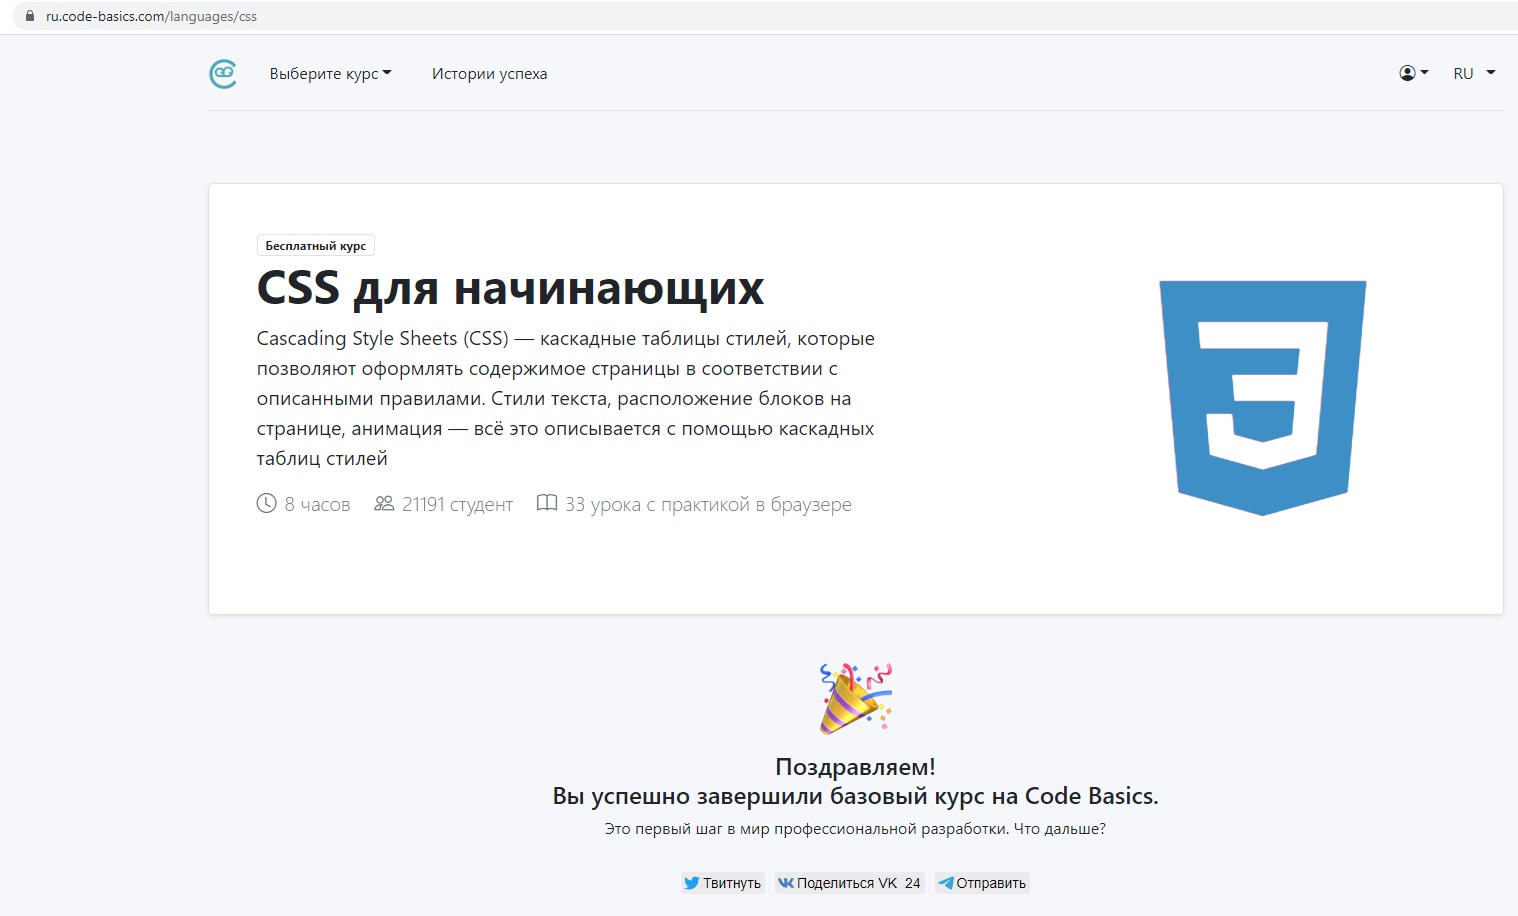 ru.code-basics.com/languages/css
Выберите курс
Истории успеха
RU
Бесплатный курс
CSS для начинающих
Cascading Style Sheets (CSS) — каскадные таблицы стилей, которые
позволяют оформлять содержимое страницы в соответствии с
описанными правилами. Стили текста, расположение блоков на
странице, анимация — всё это описывается с помощью каскадных
таблиц стилей
8 часов 21191 студент 33 урока с практикой в браузере
Поздравляем!
Вы успешно завершили базовый курс на Code Basics.
Это первый шаг в мир профессиональной разработки. Что дальше?
Твитнуть Поделиться VK 24 Отправить